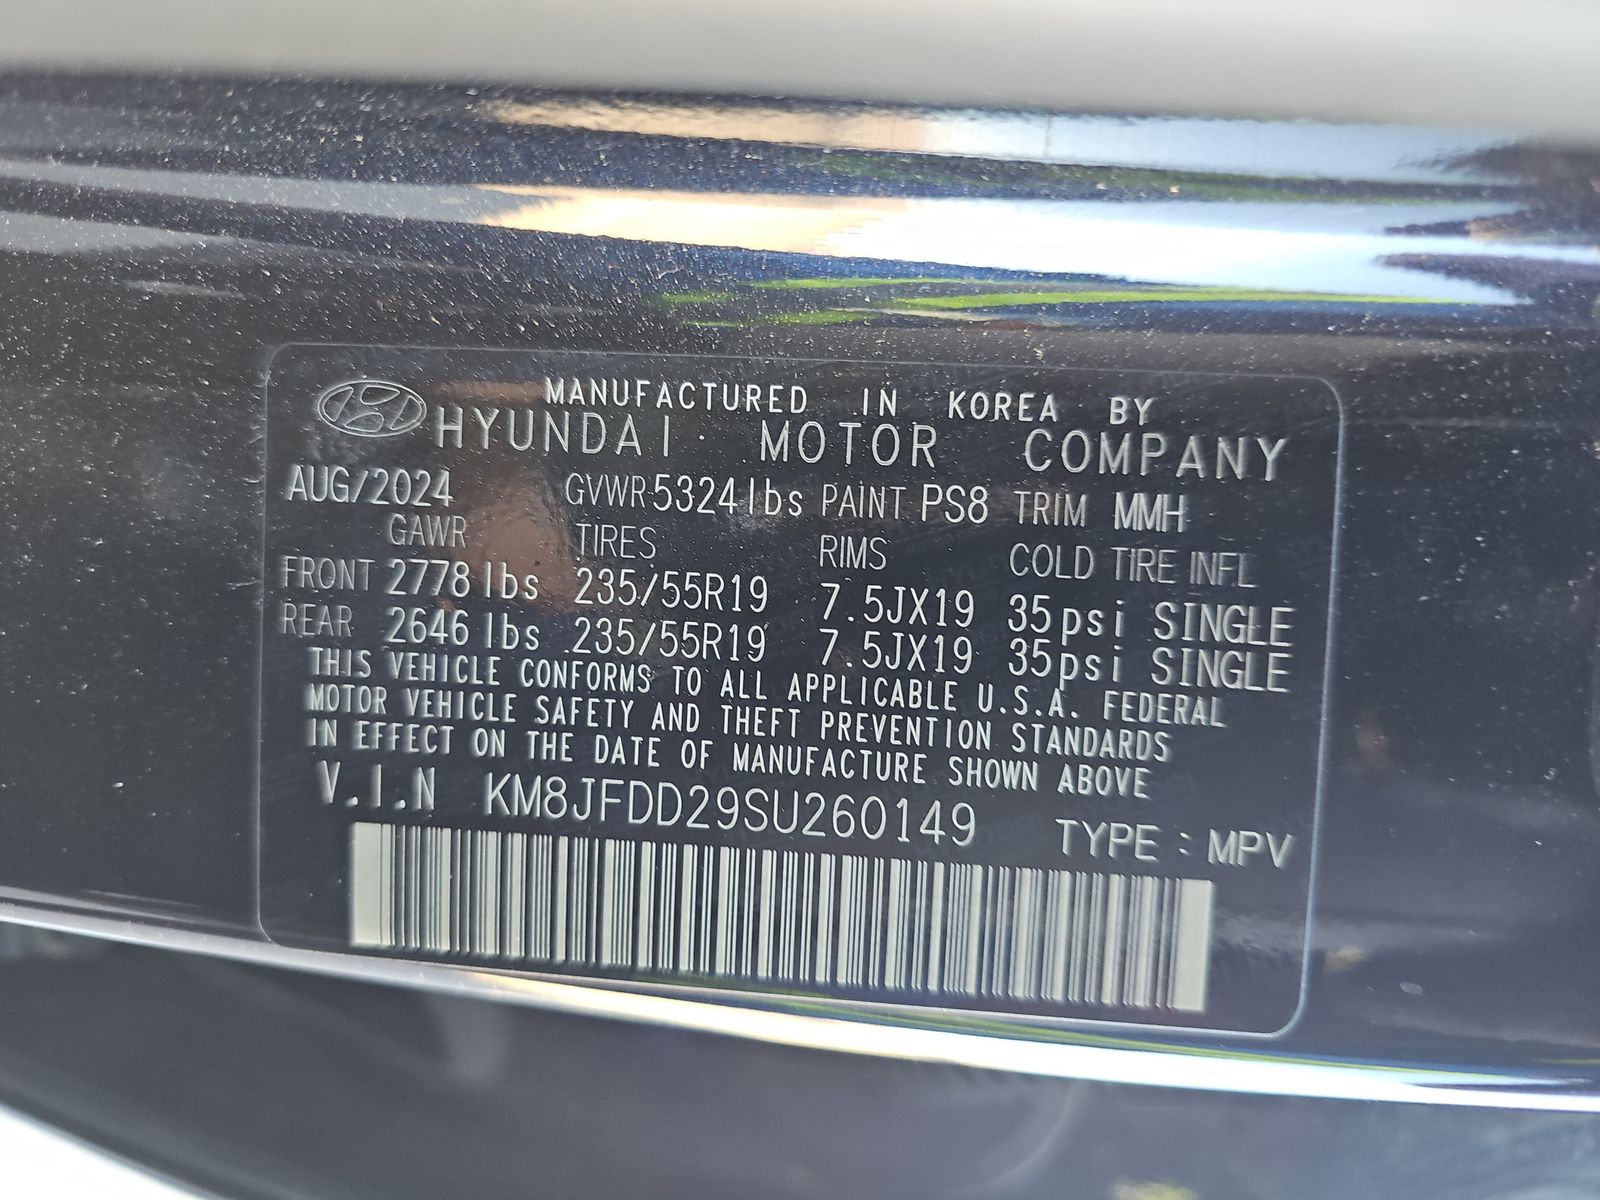 MANUFACTURED IN KOREA BY
HYUNDAI MOTOR COMPANY
AUG/2024 GVWR 5324 lbs PAINT PS8 TRIM MMH
GAWR TIRES RIMS COLD TIRE INFL
FRONT 2778 lbs 235/55R19 7.5JX19 35psi SINGLE
REAR 2646 lbs 235/55R19 7.5JX19 35psi SINGLE
THIS VEHICLE CONFORMS TO ALL APPLICABLE U.S.A. FEDERAL
MOTOR VEHICLE SAFETY AND THEFT PREVENTION STANDARDS
IN EFFECT ON THE DATE OF MANUFACTURE SHOWN ABOVE
V.I.N KM8JFDD29SU260149 TYPE : MPV